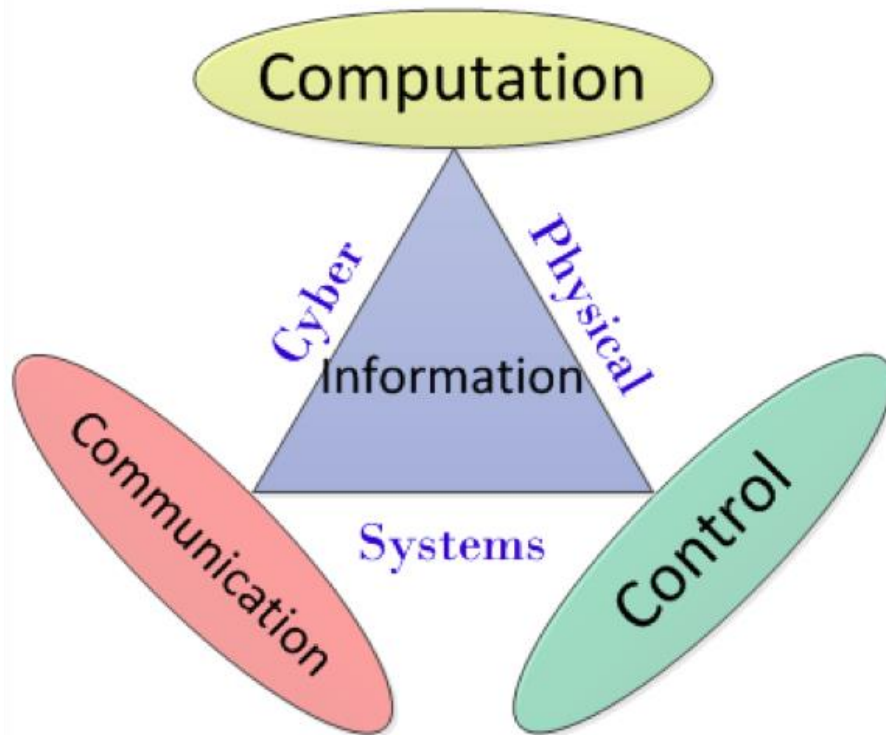 Computation
Cyber
Physical
Information
Communication
Control
Systems